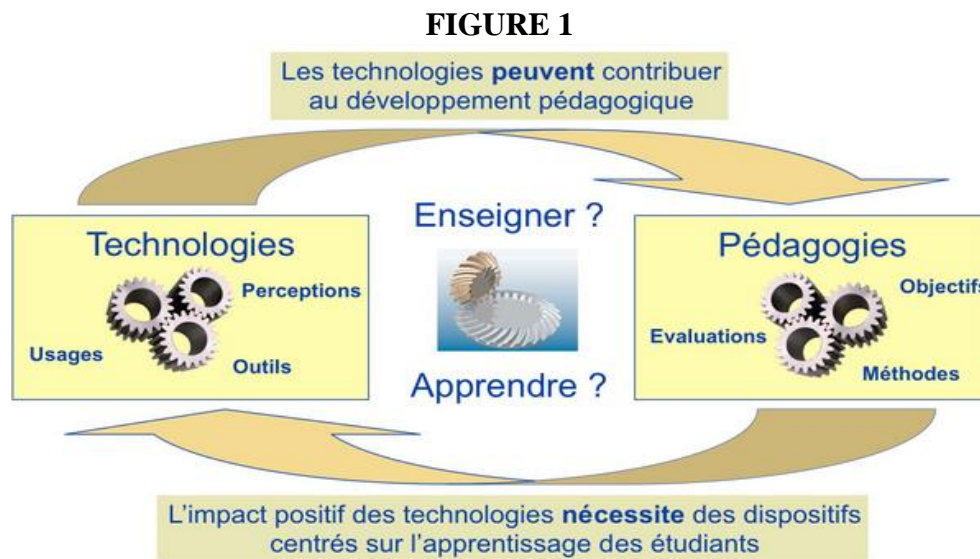 FIGURE 1
Les technologies peuvent contribuer
au développement pédagogique
Enseigner ?
Technologies
Perceptions
Usages
Outils
Pédagogies
Objectifs
Evaluations
Méthodes
Apprendre ?
L'impact positif des technologies nécessite des dispositifs
centrés sur l'apprentissage des étudiants